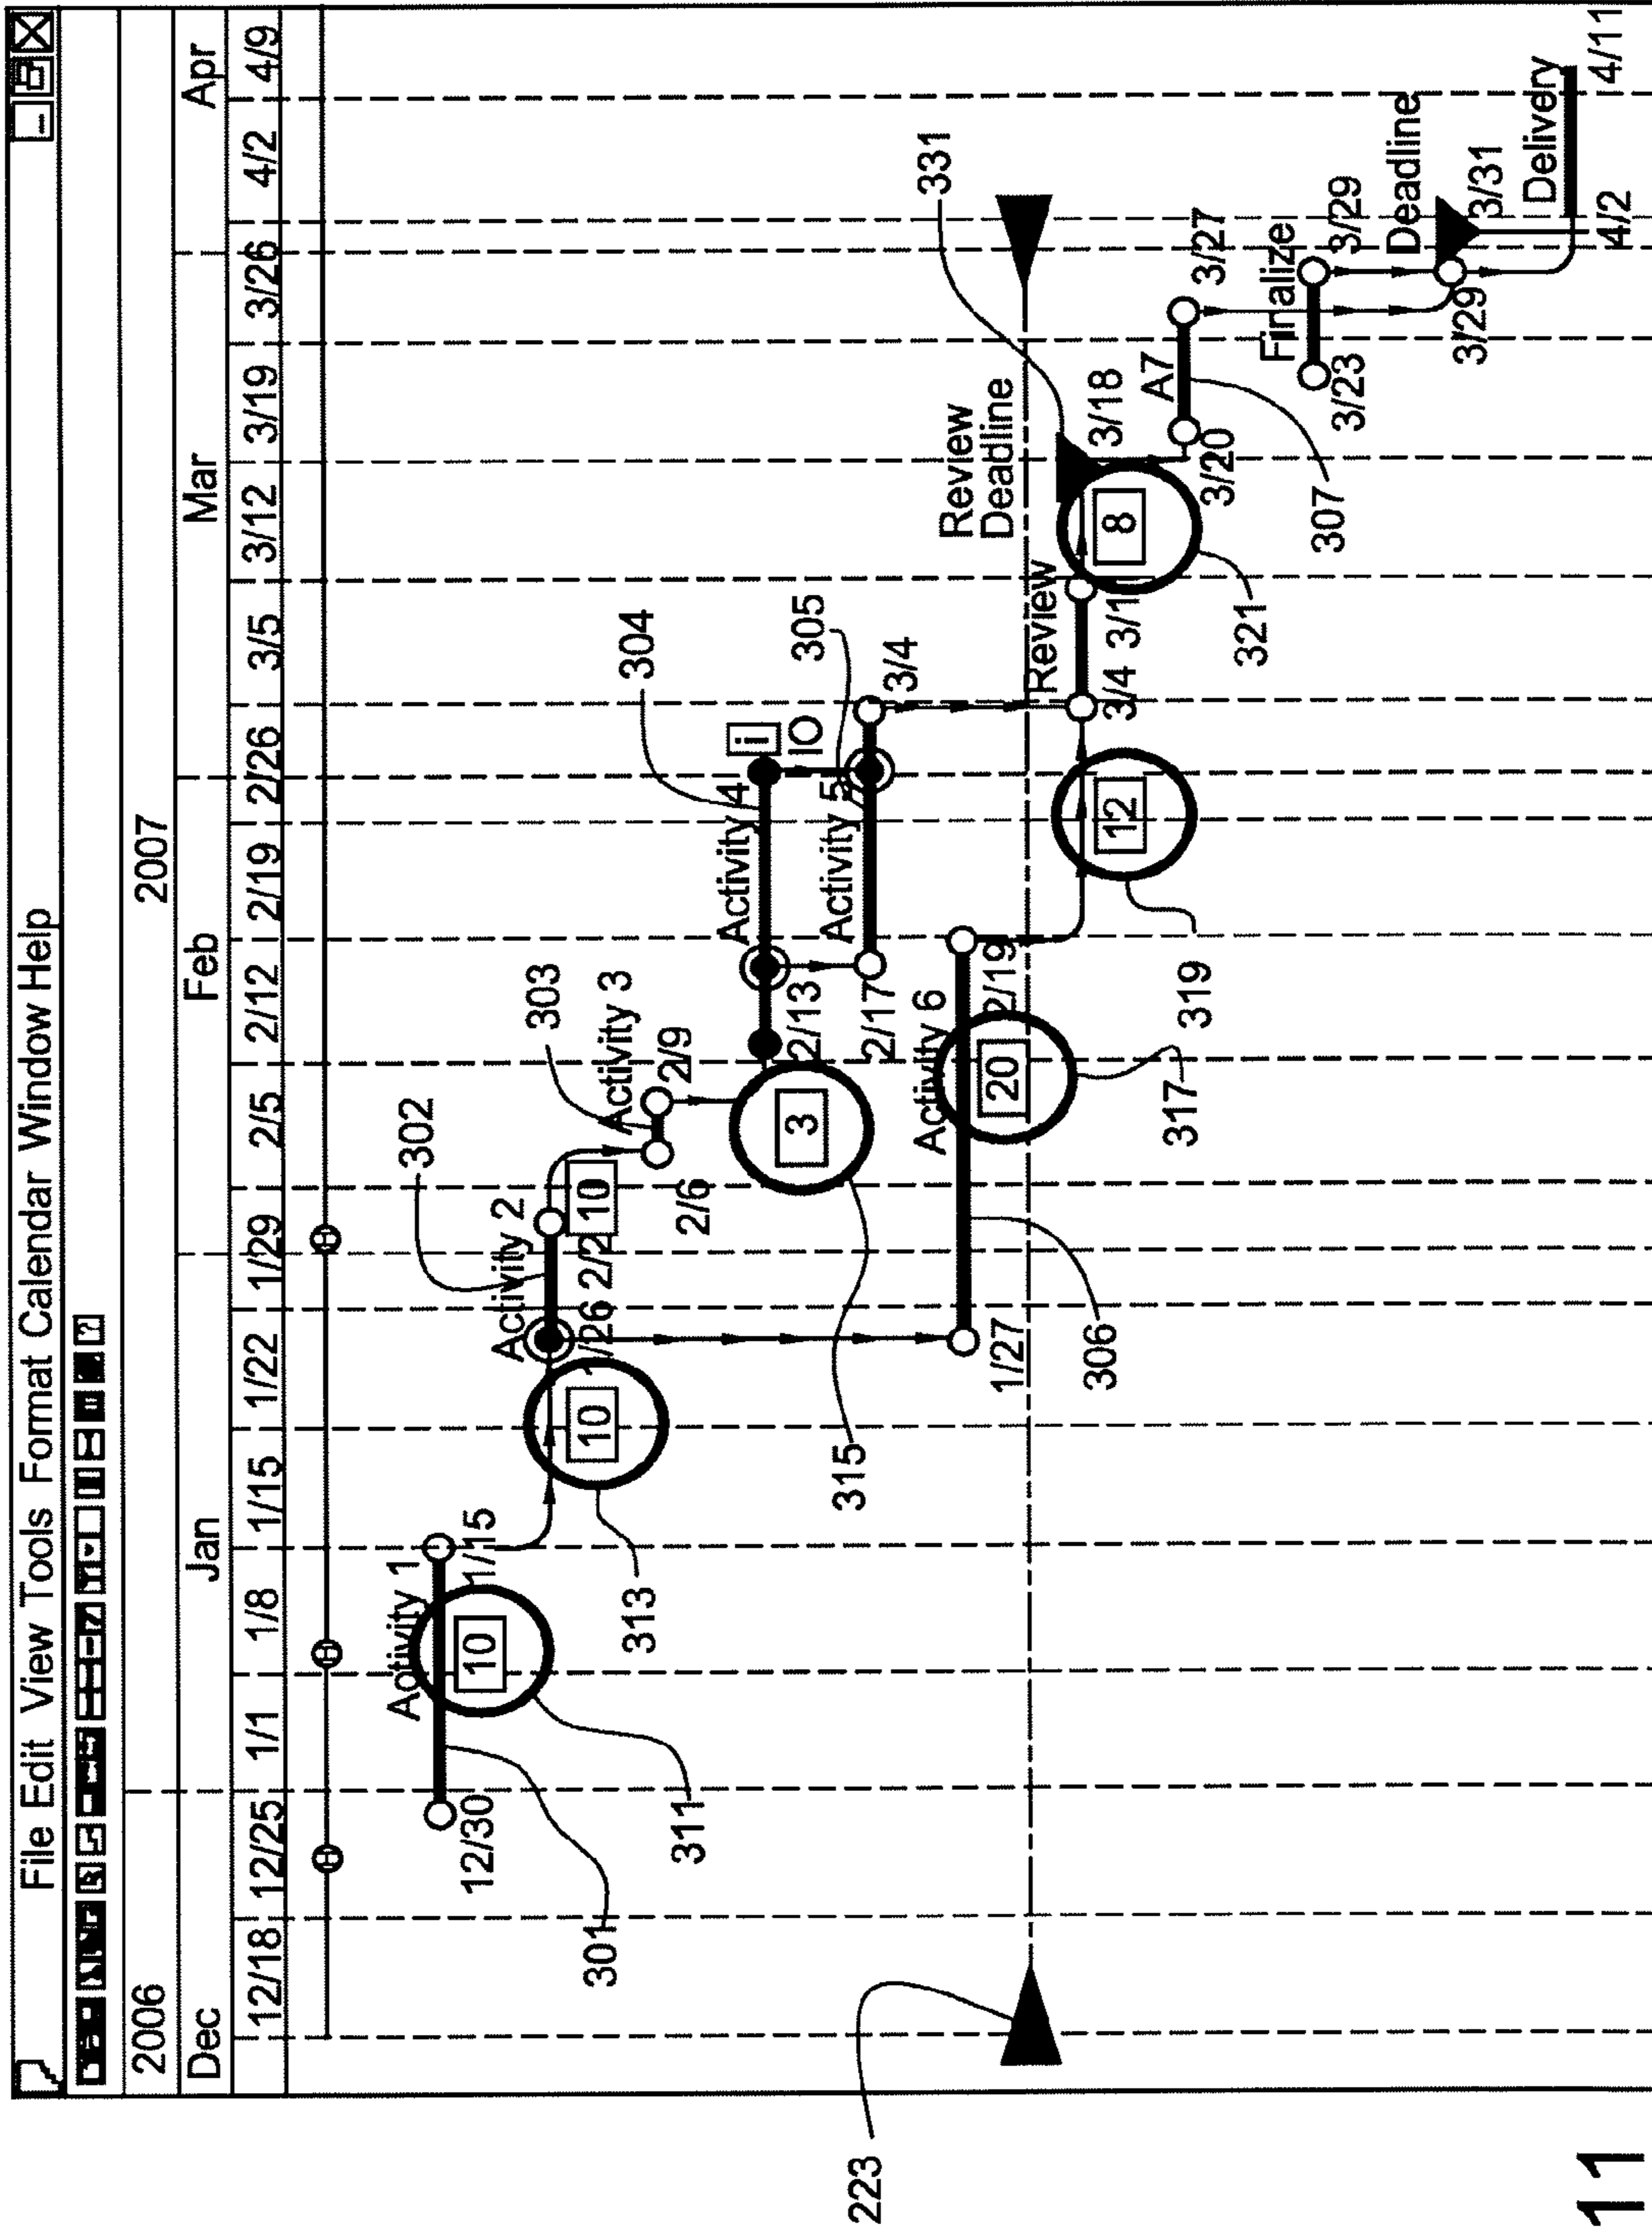 File Edit View Tools Format Calendar Window Help
2006 2007
Dec Jan Feb Mar Apr
12/18 12/25 1/1 1/8 1/15 1/22 1/29 2/5 2/12 2/19 2/26 3/5 3/12 3/19 3/26 4/2 4/9
Activity 1
12/30 10 1/15
301
311
302
Activity 2
A
10 1/26 2/2 10
313
303
Activity 3
2/6 2/9
304
Activity 4 i
3 2/13 IO
315
305
Activity 5
2/17 3/4
Activity 6
1/27 20 2/19
306
317
319
223
331
Review
Deadline
Review
3/4 3/1 3/18
12 8
321
A7
3/20 3/27
307
Finalize
3/23 3/29
Deadline
3/29 3/31
Delivery
4/2 4/11
11